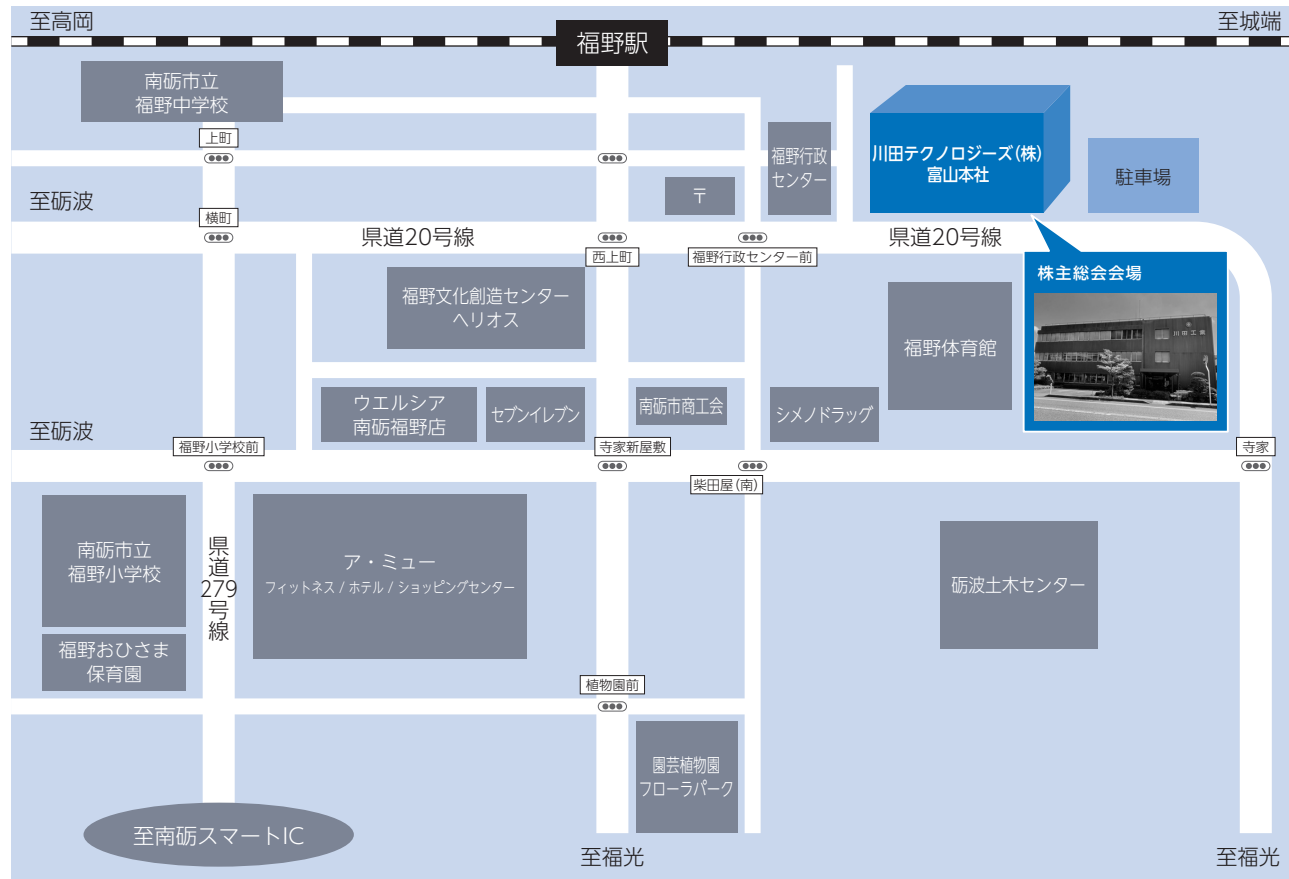 至高岡
福野駅
至城端
南砺市立
福野中学校
上町
福野行政
センター
川田テクノロジーズ(株)
富山本社
駐車場
〒
至砺波
横町
県道20号線
西上町
福野行政センター前
県道20号線
株主総会会場
川田工業
福野文化創造センター
ヘリオス
福野体育館
ウエルシア
南砺福野店
セブンイレブン
南砺市商工会
シメノドラッグ
至砺波
福野小学校前
寺家新屋敷
柴田屋(南)
寺家
南砺市立
福野小学校
県道279号線
ア・ミュー
フィットネス / ホテル / ショッピングセンター
砺波土木センター
福野おひさま
保育園
植物園前
園芸植物園
フローラパーク
至南砺スマートIC
至福光
至福光